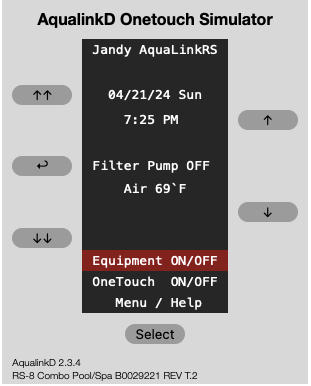 AqualinkD Onetouch Simulator
Jandy AquaLinkRS
04/21/24 Sun
7:25 PM
Filter Pump OFF
Air 69`F
Equipment ON/OFF
OneTouch ON/OFF
Menu / Help
Select
AqualinkD 2.3.4
RS-8 Combo Pool/Spa B0029221 REV T.2